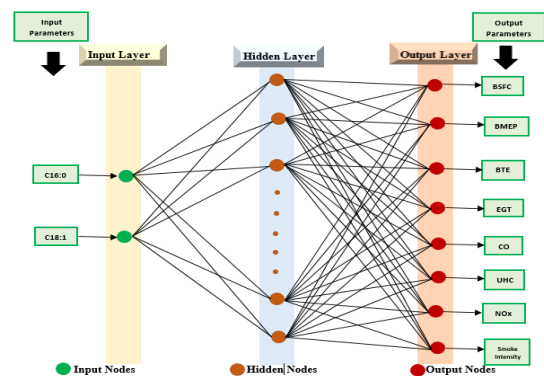 Input
Parameters
Output
Parameters
Input Layer
Hidden Layer
Output Layer
BSFC
BMEP
BTE
C16:0
EGT
C18:1
CO
UHC
NOx
Smoke
Intensity
Input Nodes
Hidden Nodes
Output Nodes